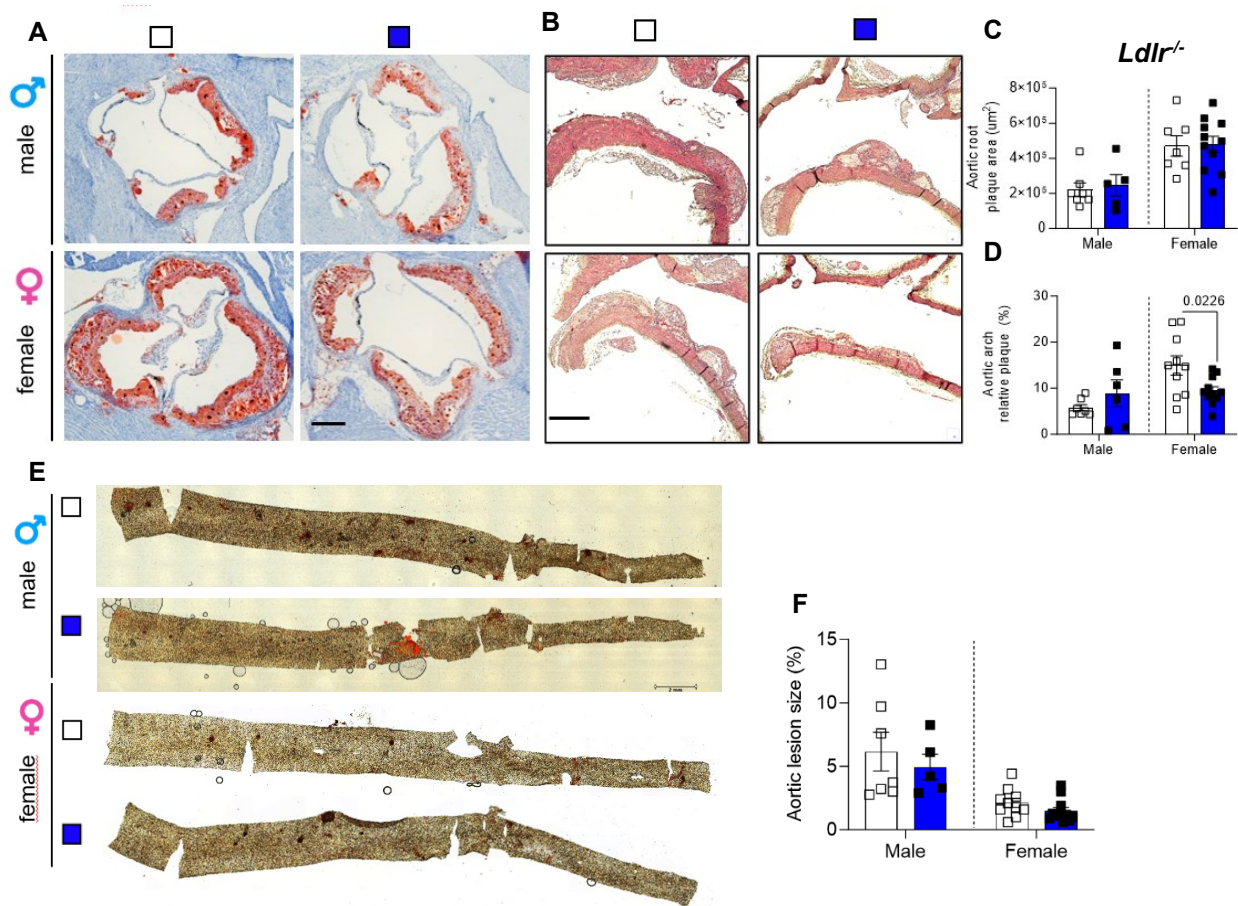 A
B
C
Ldlr-/-
male
female
Aortic root
plaque area (um²)
8×10⁵
6×10⁵
4×10⁵
2×10⁵
0
Male
Female
D
Aortic arch
relative plaque (%)
30
20
10
0
0.0226
Male
Female
E
male
female
2 mm
F
Aortic lesion size (%)
15
10
5
0
Male
Female